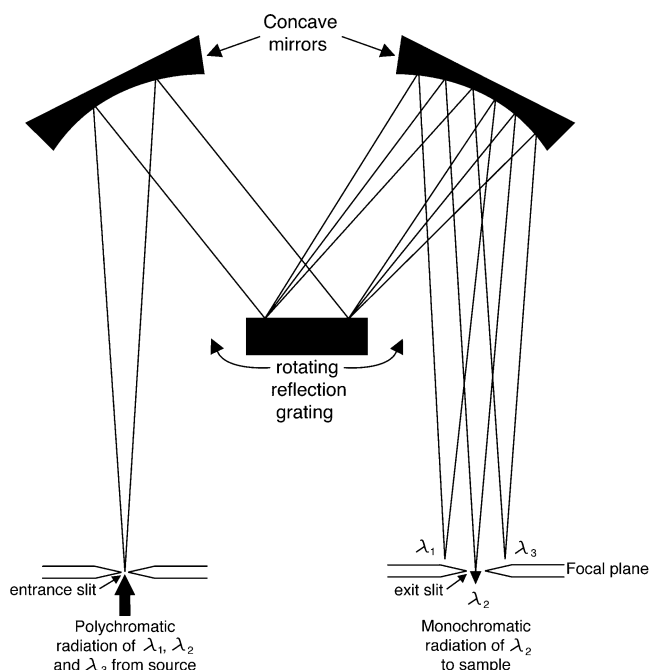 Concave
mirrors
rotating
reflection
grating
λ1
λ3
Focal plane
entrance slit
exit slit
λ2
Polychromatic
radiation of λ1, λ2
and λ3 from source
Monochromatic
radiation of λ2
to sample